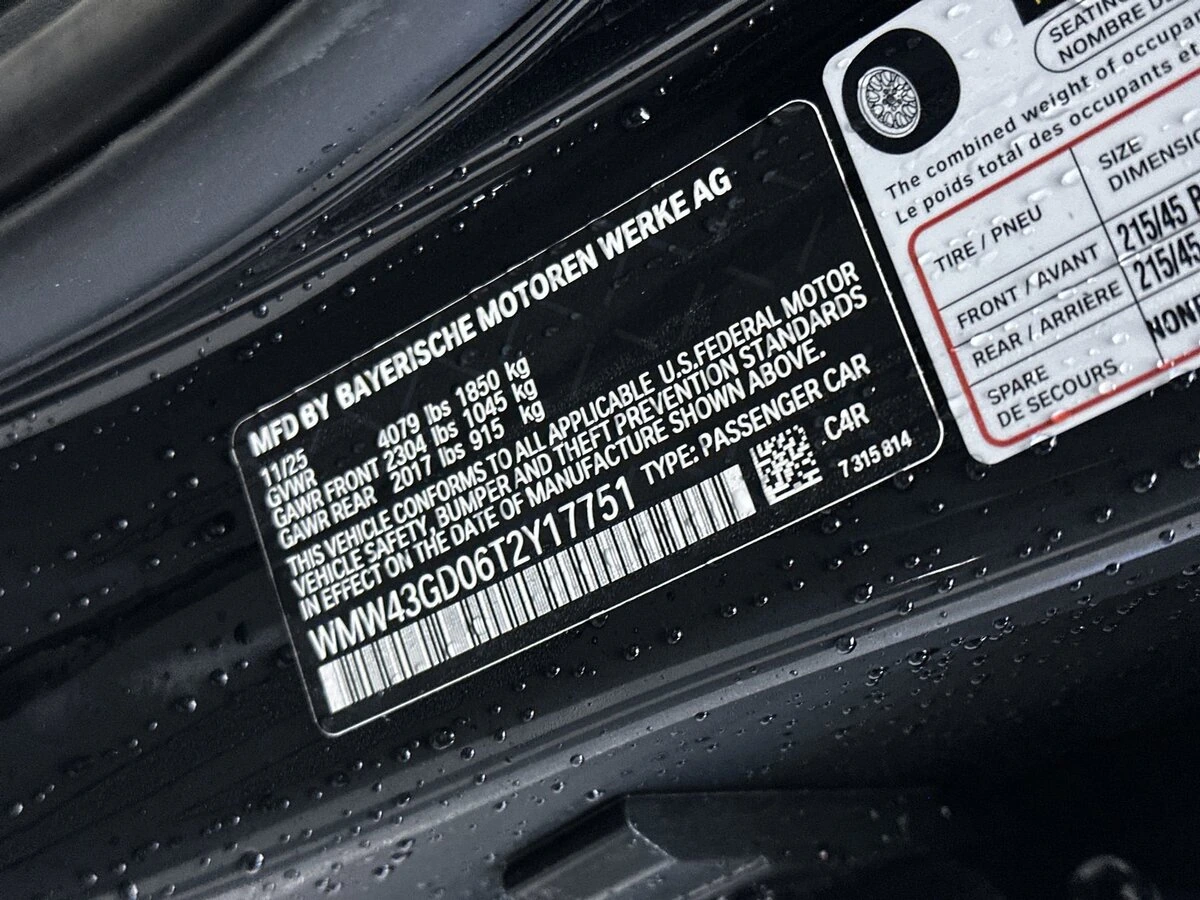 MFD BY BAYERISCHE MOTOREN WERKE AG
11/25
GVWR 4079 lbs 1850 kg
GAWR FRONT 2304 lbs 1045 kg
GAWR REAR 2017 lbs 915 kg
THIS VEHICLE CONFORMS TO ALL APPLICABLE U.S.FEDERAL MOTOR
VEHICLE SAFETY, BUMPER AND THEFT PREVENTION STANDARDS
IN EFFECT ON THE DATE OF MANUFACTURE SHOWN ABOVE.
WMW43GD06T2Y17751 TYPE: PASSENGER CAR
C4R
7 315 814
SEATING
NOMBRE
The combined weight of
Le poids total des occupants et
TIRE / PNEU SIZE
FRONT / AVANT 215/45
REAR / ARRIÈRE 215/45
SPARE
DE SECOURS